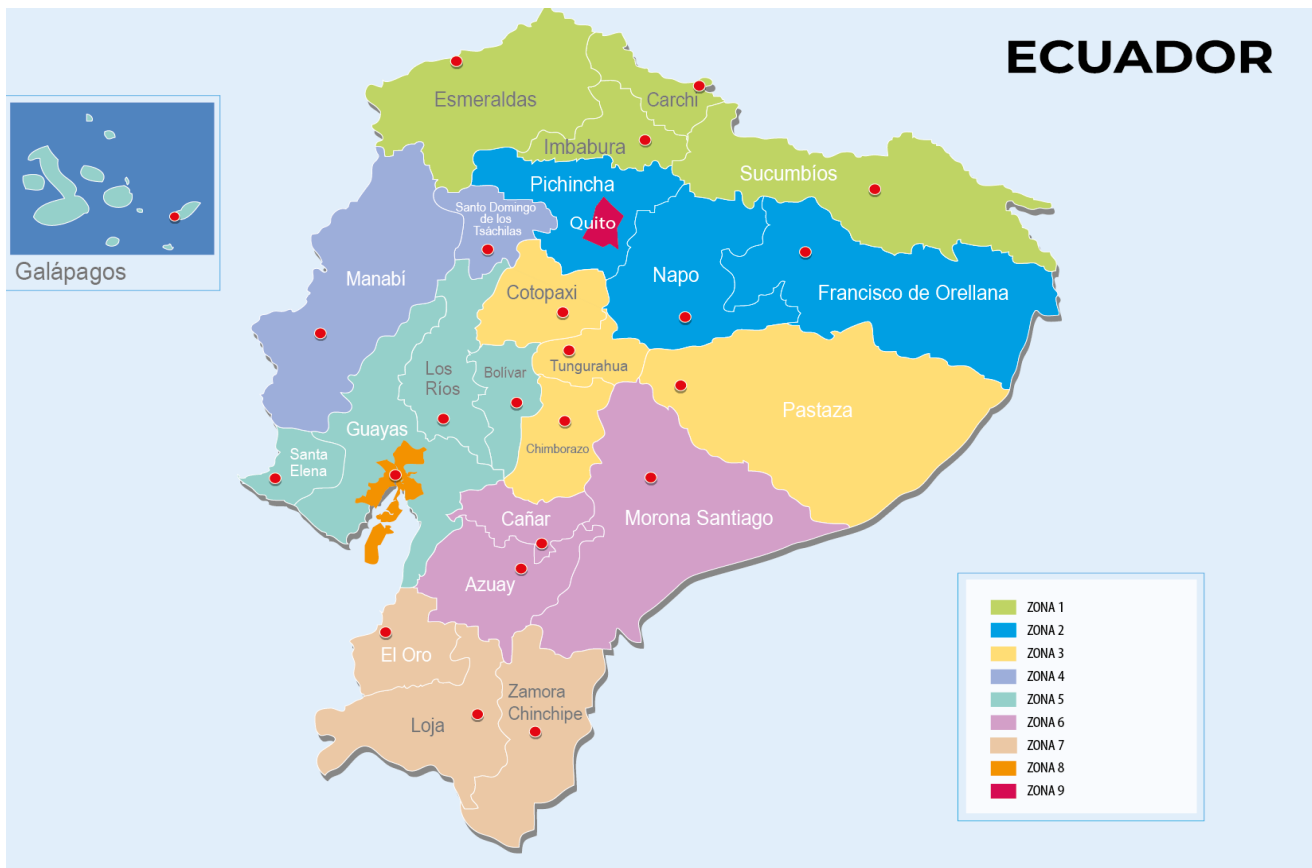 ECUADOR
Esmeraldas
Carchi
Imbabura
Sucumbíos
Pichincha
Quito
Santo Domingo
de los
Tsáchilas
Galápagos
Manabí
Napo
Cotopaxi
Francisco de Orellana
Tungurahua
Los
Ríos
Bolívar
Pastaza
Guayas
Chimborazo
Santa
Elena
Cañar
Morona Santiago
Azuay
El Oro
Zamora
Chinchipe
Loja
ZONA 1
ZONA 2
ZONA 3
ZONA 4
ZONA 5
ZONA 6
ZONA 7
ZONA 8
ZONA 9